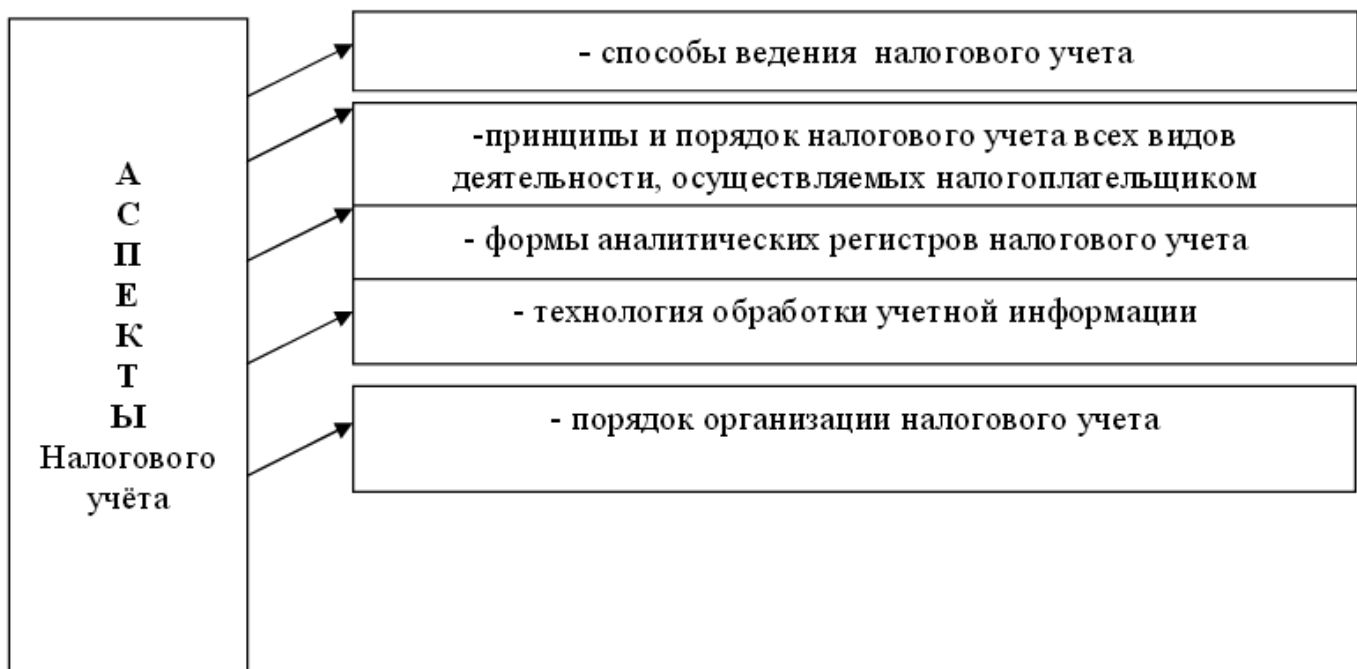 АСПЕКТЫ
Налогового
учёта
- способы ведения налогового учета
-принципы и порядок налогового учета всех видов
деятельности, осуществляемых налогоплательщиком
- формы аналитических регистров налогового учета
- технология обработки учетной информации
- порядок организации налогового учета